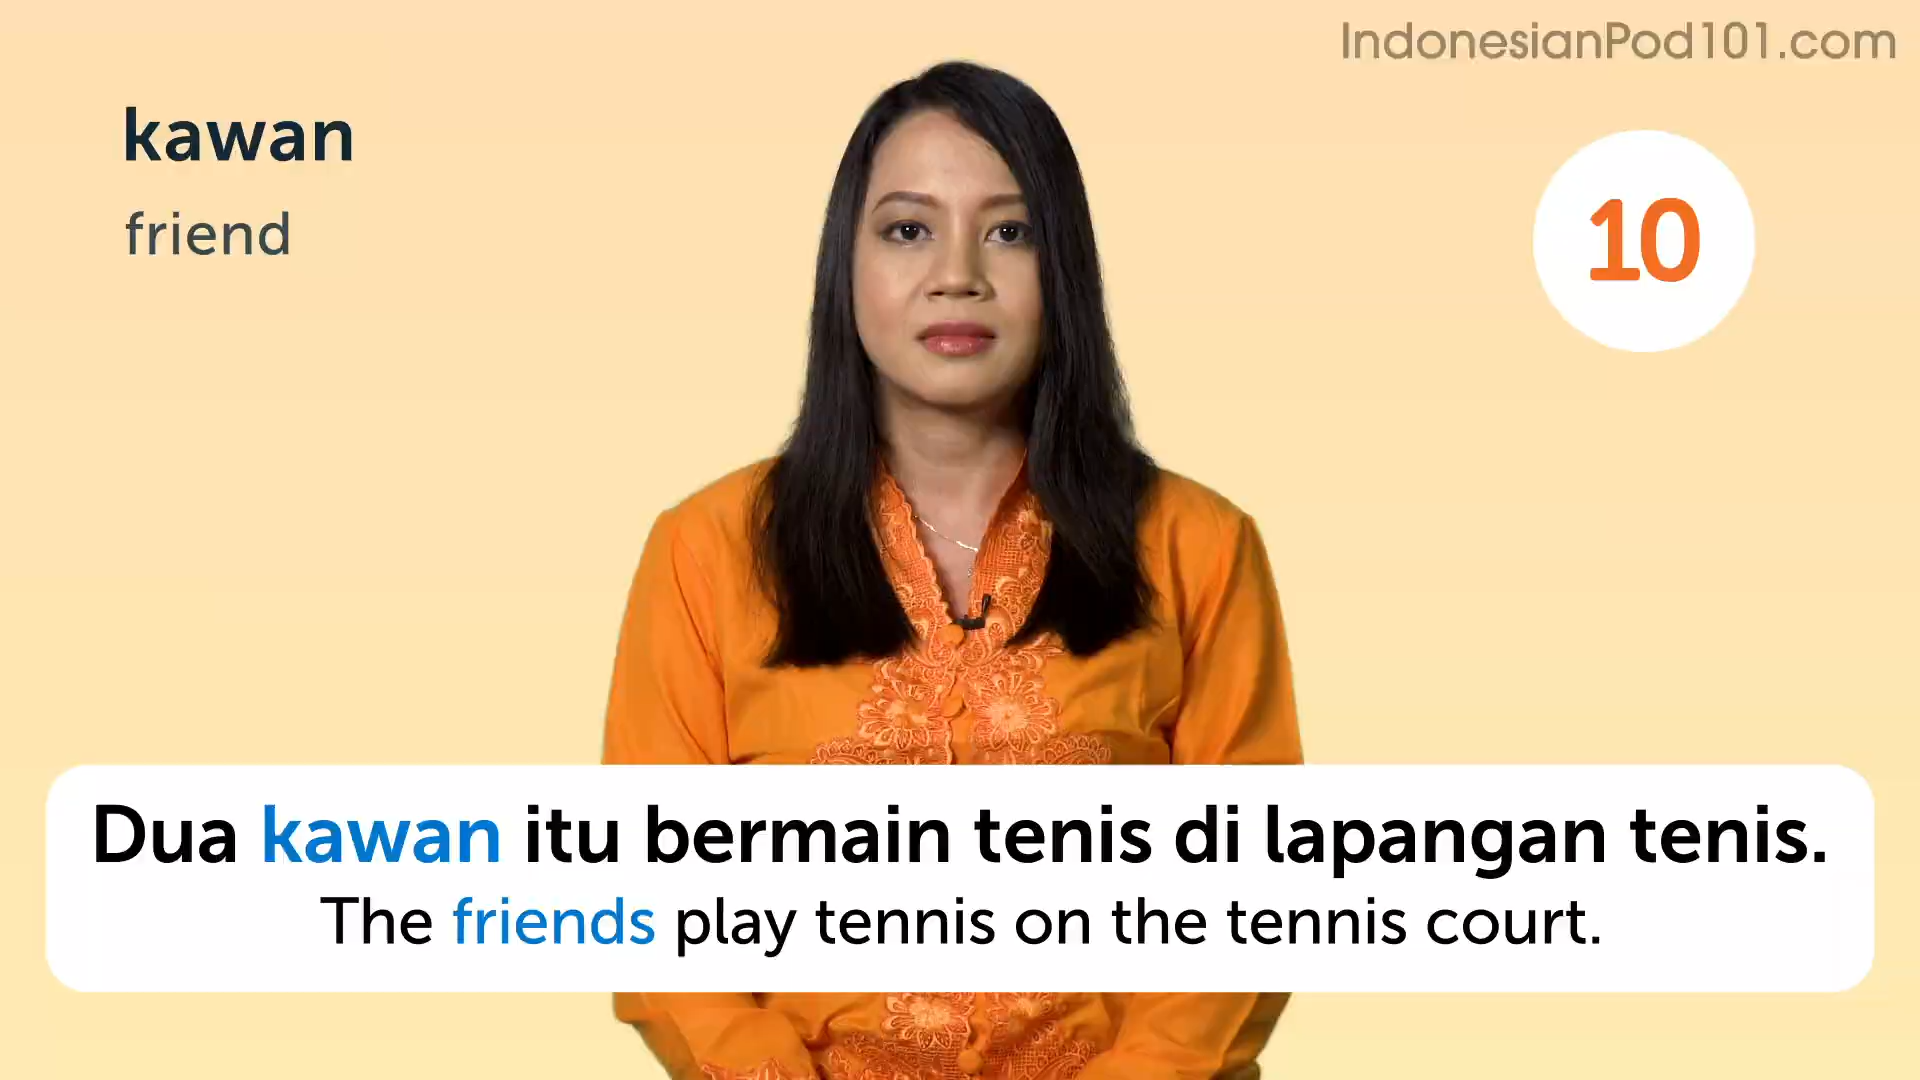 IndonesianPod101.com
kawan
friend
10
Dua kawan itu bermain tenis di lapangan tenis.
The friends play tennis on the tennis court.